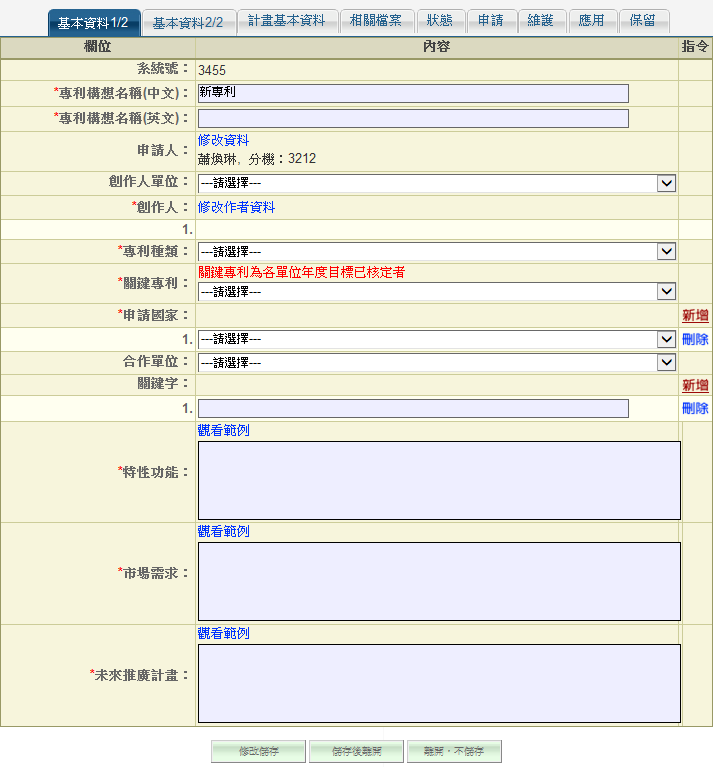 基本資料1/2 基本資料2/2 計畫基本資料 相關檔案 狀態 申請 維護 應用 保留
欄位 內容 指令
系統號： 3455
*專利構想名稱(中文)： 新專利
*專利構想名稱(英文)：
修改資料
申請人：
蕭煥琳, 分機：3212
創作人單位： ---請選擇---
*創作人： 修改作者資料
1.
*專利種類： ---請選擇---
關鍵專利為各單位年度目標已核定者
*關鍵專利：
---請選擇---
*申請國家： 新增
1. ---請選擇--- 刪除
合作單位： ---請選擇---
關鍵字： 新增
1. 刪除
觀看範例
*特性功能：
觀看範例
*市場需求：
觀看範例
*未來推廣計畫：
修改儲存 儲存後離開 離開，不儲存